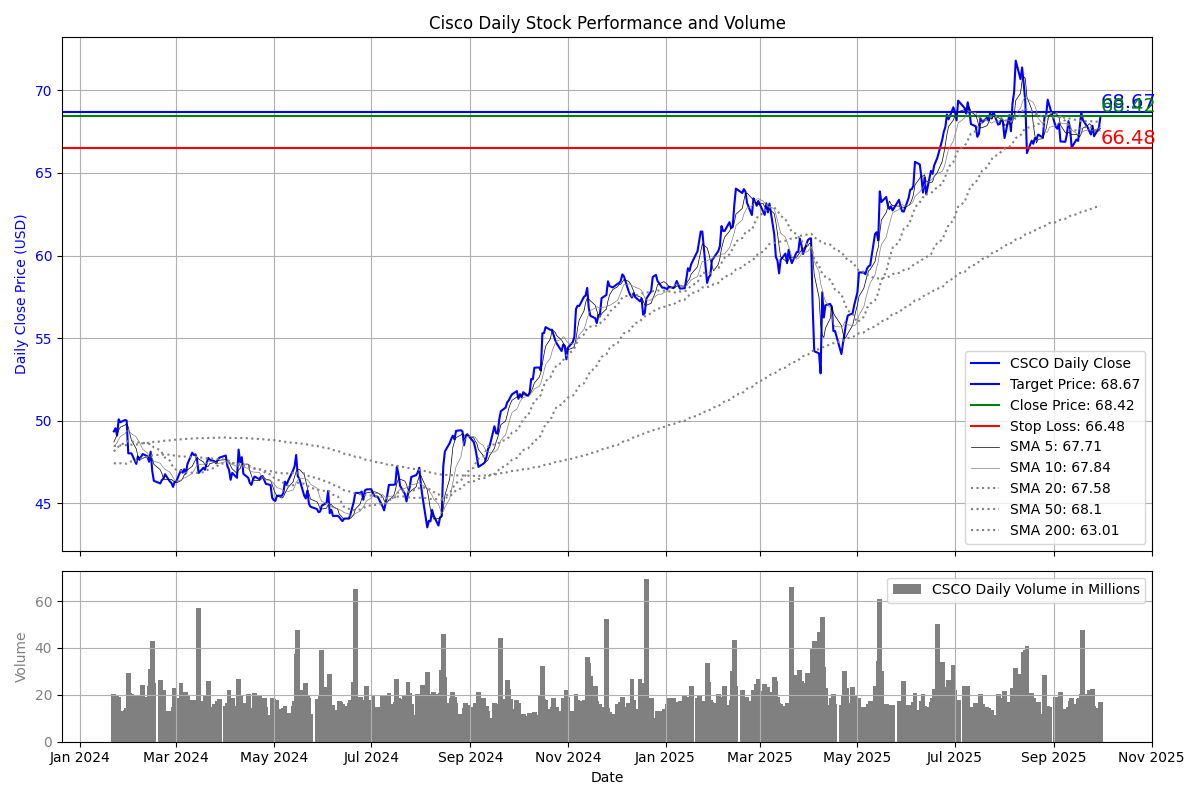 Cisco Daily Stock Performance and Volume
Daily Close Price (USD)
70
65
60
55
50
45
68.67
68.42
66.48
CSCO Daily Close
Target Price: 68.67
Close Price: 68.42
Stop Loss: 66.48
SMA 5: 67.71
SMA 10: 67.84
SMA 20: 67.58
SMA 50: 68.1
SMA 200: 63.01
Volume
60
40
20
0
CSCO Daily Volume in Millions
Jan 2024 Mar 2024 May 2024 Jul 2024 Sep 2024 Nov 2024 Jan 2025 Mar 2025 May 2025 Jul 2025 Sep 2025 Nov 2025
Date